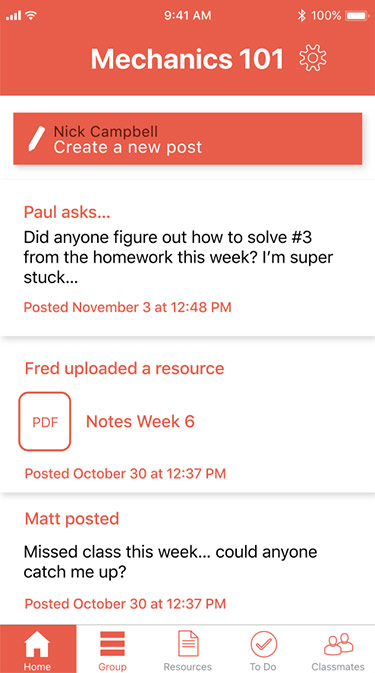 9:41 AM
100%
Mechanics 101
Nick Campbell
Create a new post
Paul asks...
Did anyone figure out how to solve #3
from the homework this week? I'm super
stuck...
Posted November 3 at 12:48 PM
Fred uploaded a resource
PDF
Notes Week 6
Posted October 30 at 12:37 PM
Matt posted
Missed class this week... could anyone
catch me up?
Posted October 30 at 12:37 PM
Home
Group
Resources
To Do
Classmates